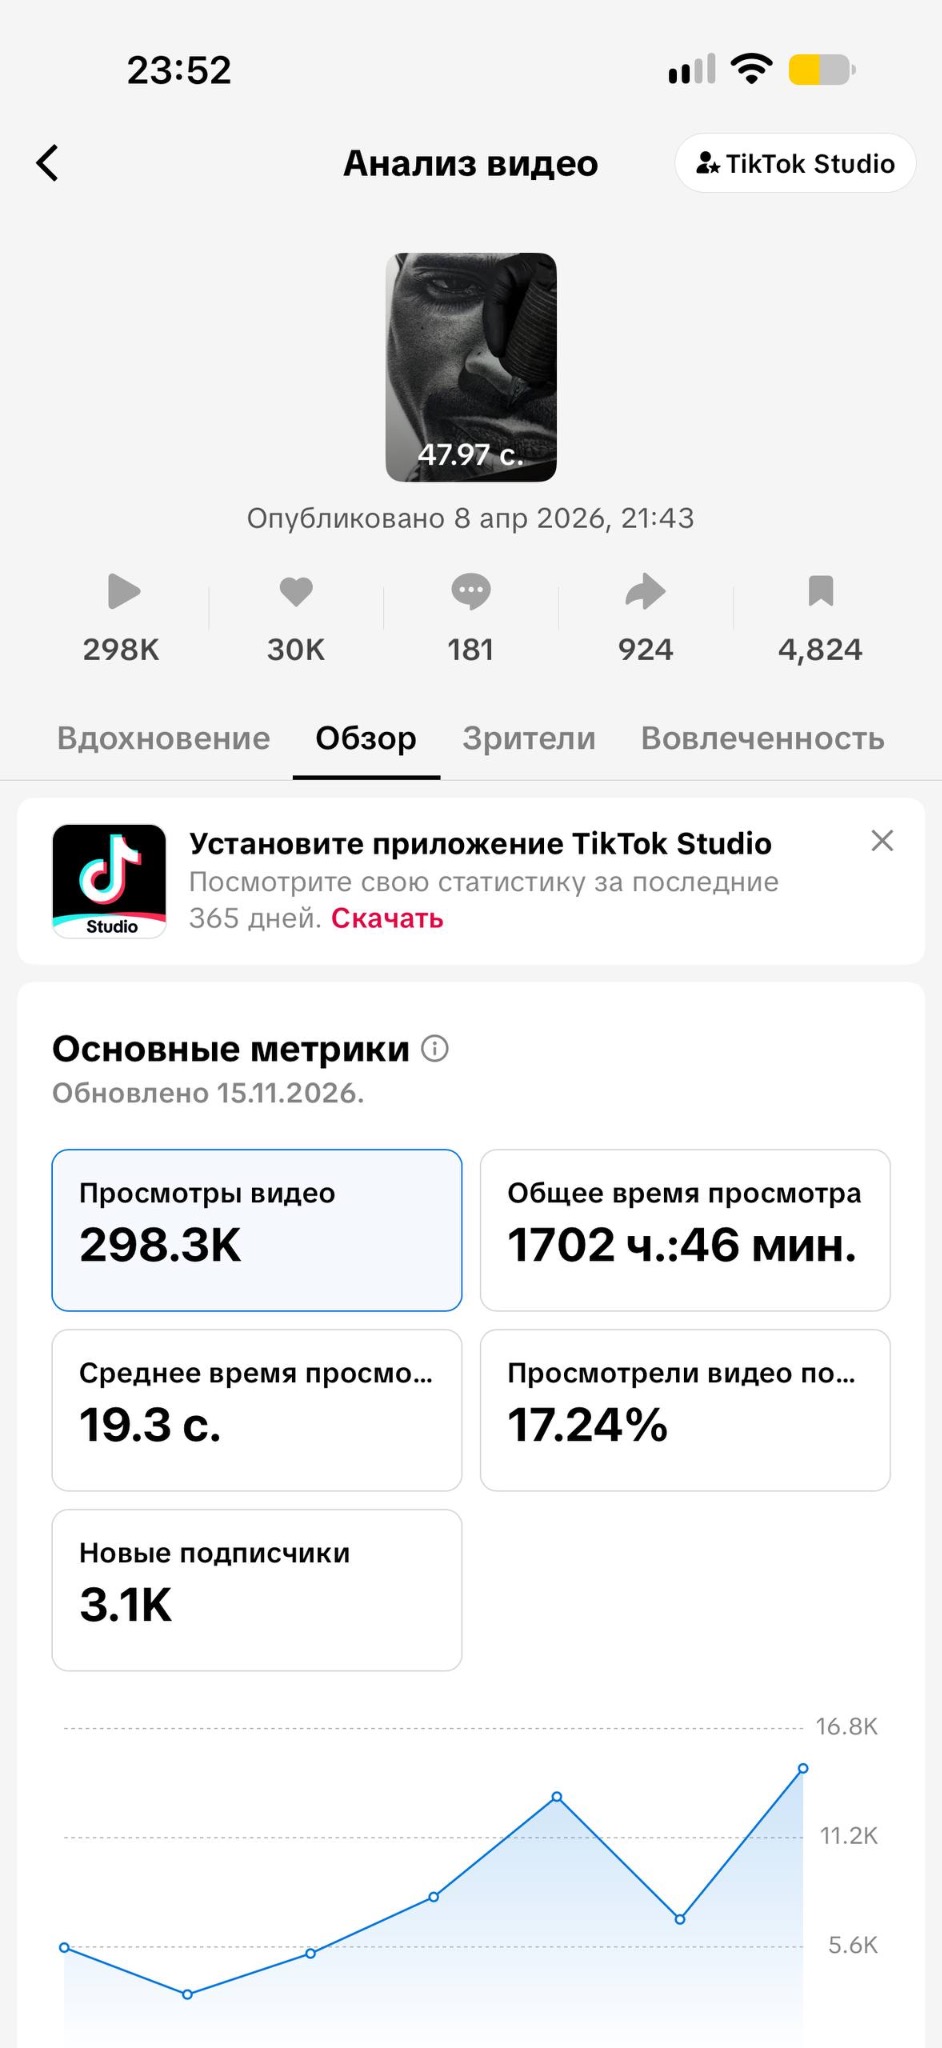 23:52
Анализ видео
TikTok Studio
47.97 с.
Опубликовано 8 апр 2026, 21:43
298K
30K
181
924
4,824
Вдохновение
Обзор
Зрители
Вовлеченность
Установите приложение TikTok Studio
Посмотрите свою статистику за последние
365 дней. Скачать
Studio
Основные метрики
Обновлено 15.11.2026.
Просмотры видео
298.3K
Общее время просмотра
1702 ч.:46 мин.
Среднее время просмо...
19.3 с.
Просмотрели видео по...
17.24%
Новые подписчики
3.1K
16.8K
11.2K
5.6K